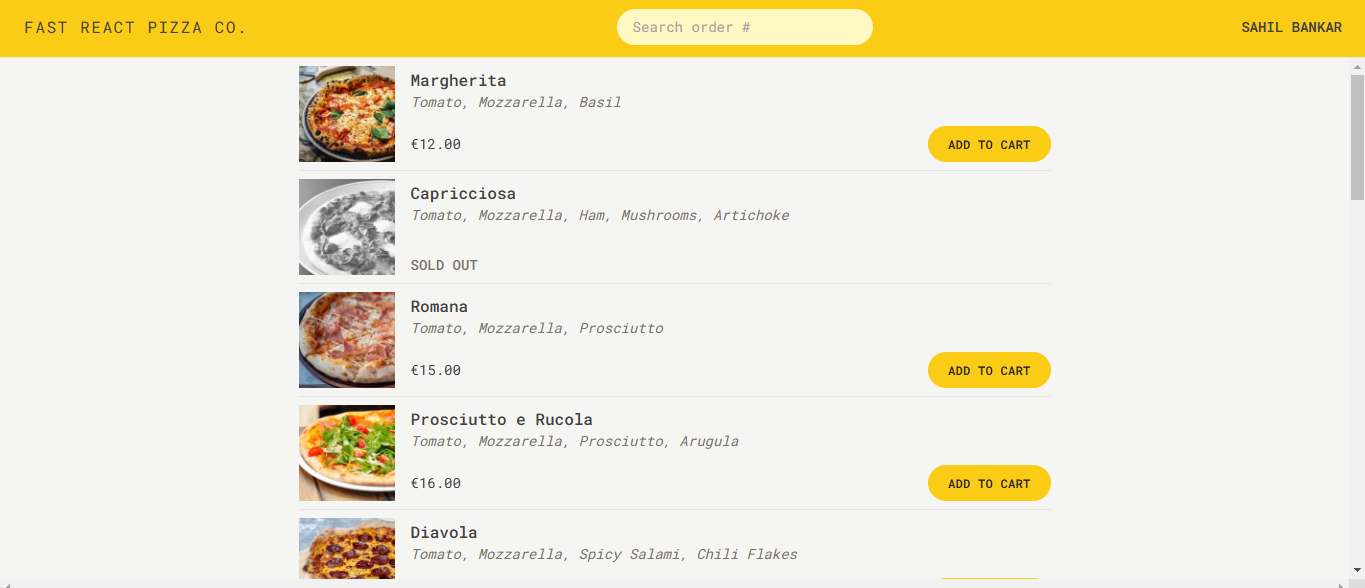 FAST REACT PIZZA CO.
Search order #
SAHIL BANKAR
Margherita
Tomato, Mozzarella, Basil
€12.00
ADD TO CART
Capricciosa
Tomato, Mozzarella, Ham, Mushrooms, Artichoke
SOLD OUT
Romana
Tomato, Mozzarella, Prosciutto
€15.00
ADD TO CART
Prosciutto e Rucola
Tomato, Mozzarella, Prosciutto, Arugula
€16.00
ADD TO CART
Diavola
Tomato, Mozzarella, Spicy Salami, Chili Flakes